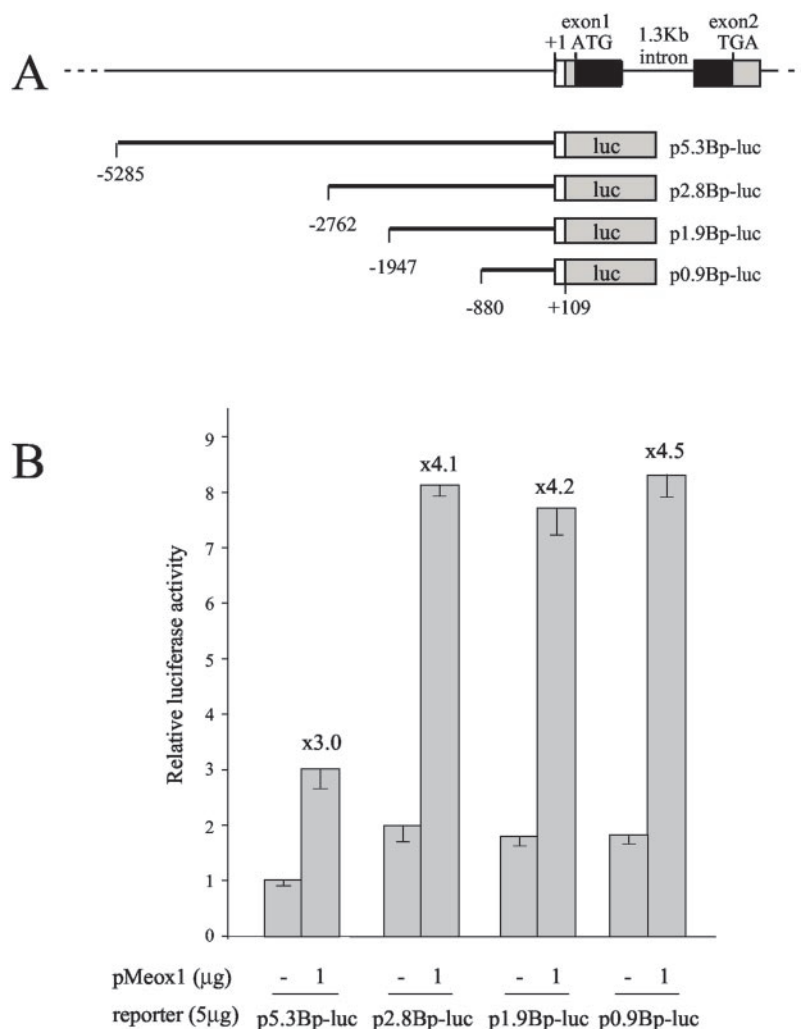 A
exon1
exon2
+1 ATG
1.3Kb
intron
TGA
luc
p5.3Bp-luc
-5285
luc
p2.8Bp-luc
-2762
luc
p1.9Bp-luc
-1947
luc
p0.9Bp-luc
-880
+109
B
Relative luciferase activity
9
8
7
6
5
4
3
2
1
0
x3.0
x4.1
x4.2
x4.5
pMeox1 (μg) - 1 - 1 - 1 - 1
reporter (5μg) p5.3Bp-luc p2.8Bp-luc p1.9Bp-luc p0.9Bp-luc